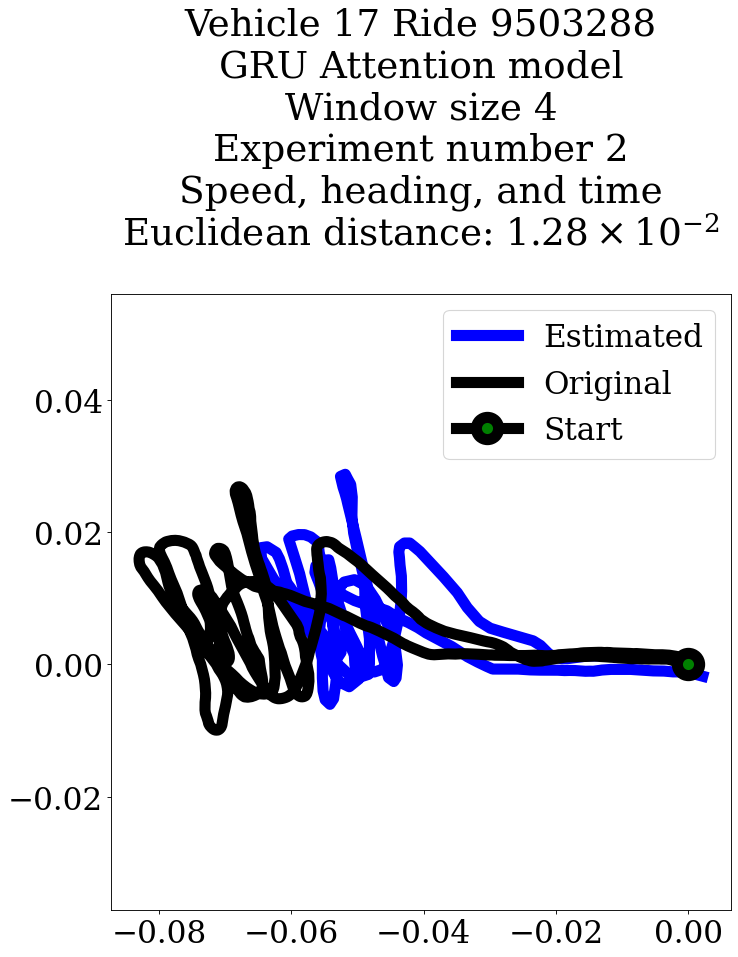 Vehicle 17 Ride 9503288
GRU Attention model
Window size 4
Experiment number 2
Speed, heading, and time
Euclidean distance: 1.28 × 10⁻²
Estimated
Original
Start
0.04
0.02
0.00
−0.02
−0.08 −0.06 −0.04 −0.02 0.00